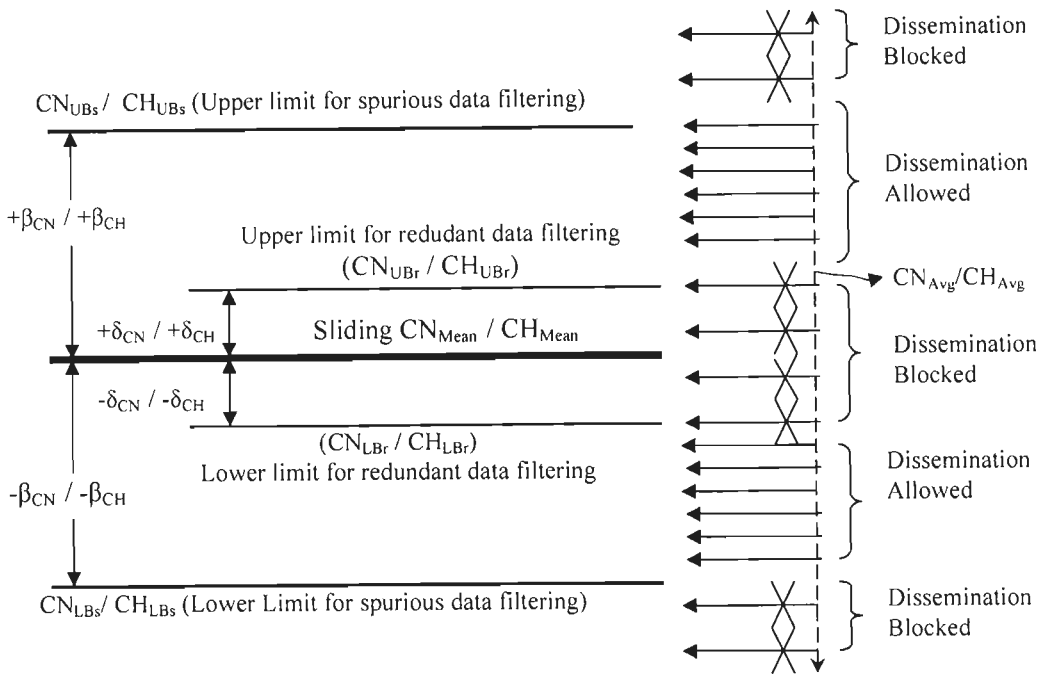 Dissemination
Blocked
CN_UBs / CH_UBs (Upper limit for spurious data filtering)
Dissemination
Allowed
+β_CN / +β_CH
Upper limit for redudant data filtering
(CN_UBr / CH_UBr)
CN_Avg/CH_Avg
+δ_CN / +δ_CH
Sliding CN_Mean / CH_Mean
Dissemination
Blocked
-δ_CN / -δ_CH
(CN_LBr / CH_LBr)
Lower limit for redundant data filtering
Dissemination
Allowed
-β_CN / -β_CH
CN_LBs/ CH_LBs (Lower Limit for spurious data filtering)
Dissemination
Blocked